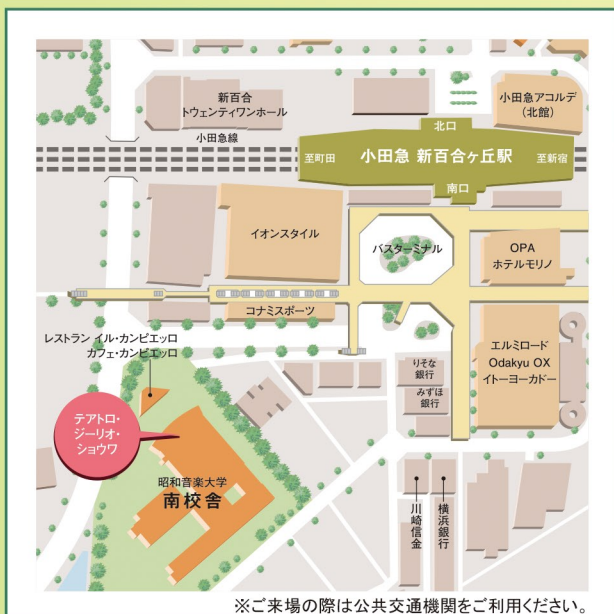 新百合
トウェンティワンホール
小田急アコルデ
(北館)
小田急線
北口
至町田
小田急 新百合ヶ丘駅
至新宿
南口
イオンスタイル
バスターミナル
OPA
ホテルモリノ
コナミスポーツ
レストラン イル・カンピエッロ
カフェ・カンピエッロ
りそな
銀行
みずほ
銀行
エルミロード
Odakyu OX
イトーヨーカドー
テアトロ・
ジーリオ・
ショウワ
昭和音楽大学
南校舎
川崎信金
横浜銀行
※ご来場の際は公共交通機関をご利用ください。